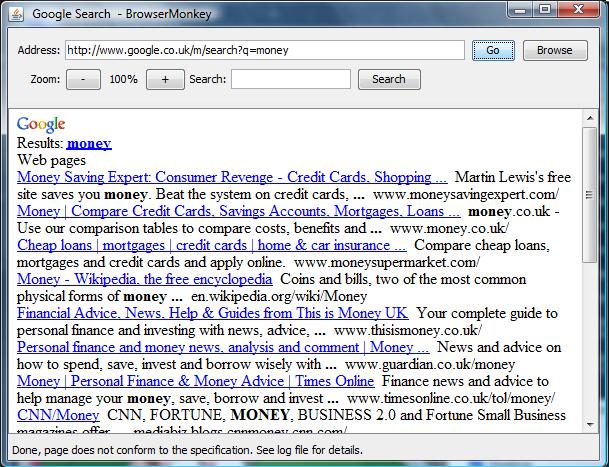 Google Search - BrowserMonkey
Address: http://www.google.co.uk/m/search?q=money Go Browse
Zoom: - 100% + Search: Search
Google
Results: money
Web pages
Money Saving Expert: Consumer Revenge - Credit Cards, Shopping ... Martin Lewis's free
site saves you money. Beat the system on credit cards, ... www.moneysavingexpert.com/
Money | Compare Credit Cards, Savings Accounts, Mortgages, Loans ... money.co.uk -
Use our comparison tables to compare costs, benefits and ... www.money.co.uk/
Cheap loans | mortgages | credit cards | home & car insurance ... Compare cheap loans,
mortgages and credit cards and apply online. www.moneysupermarket.com/
Money - Wikipedia, the free encyclopedia Coins and bills, two of the most common
physical forms of money ... en.wikipedia.org/wiki/Money
Financial Advice, News, Help & Guides from This is Money UK Your complete guide to
personal finance and investing with news, advice, ... www.thisismoney.co.uk/
Personal finance and money news, analysis and comment | Money ... News and advice on
how to spend, save, invest and borrow wisely with ... www.guardian.co.uk/money
Money | Personal Finance & Money Advice | Times Online Finance news and advice to
help manage your money, save, borrow and invest ... www.timesonline.co.uk/tol/money/
CNN/Money CNN, FORTUNE, MONEY, BUSINESS 2.0 and Fortune Small Business
magazines offer ... mediabiz.blogs.cnnmoney.cnn.com/
Done, page does not conform to the specification. See log file for details.